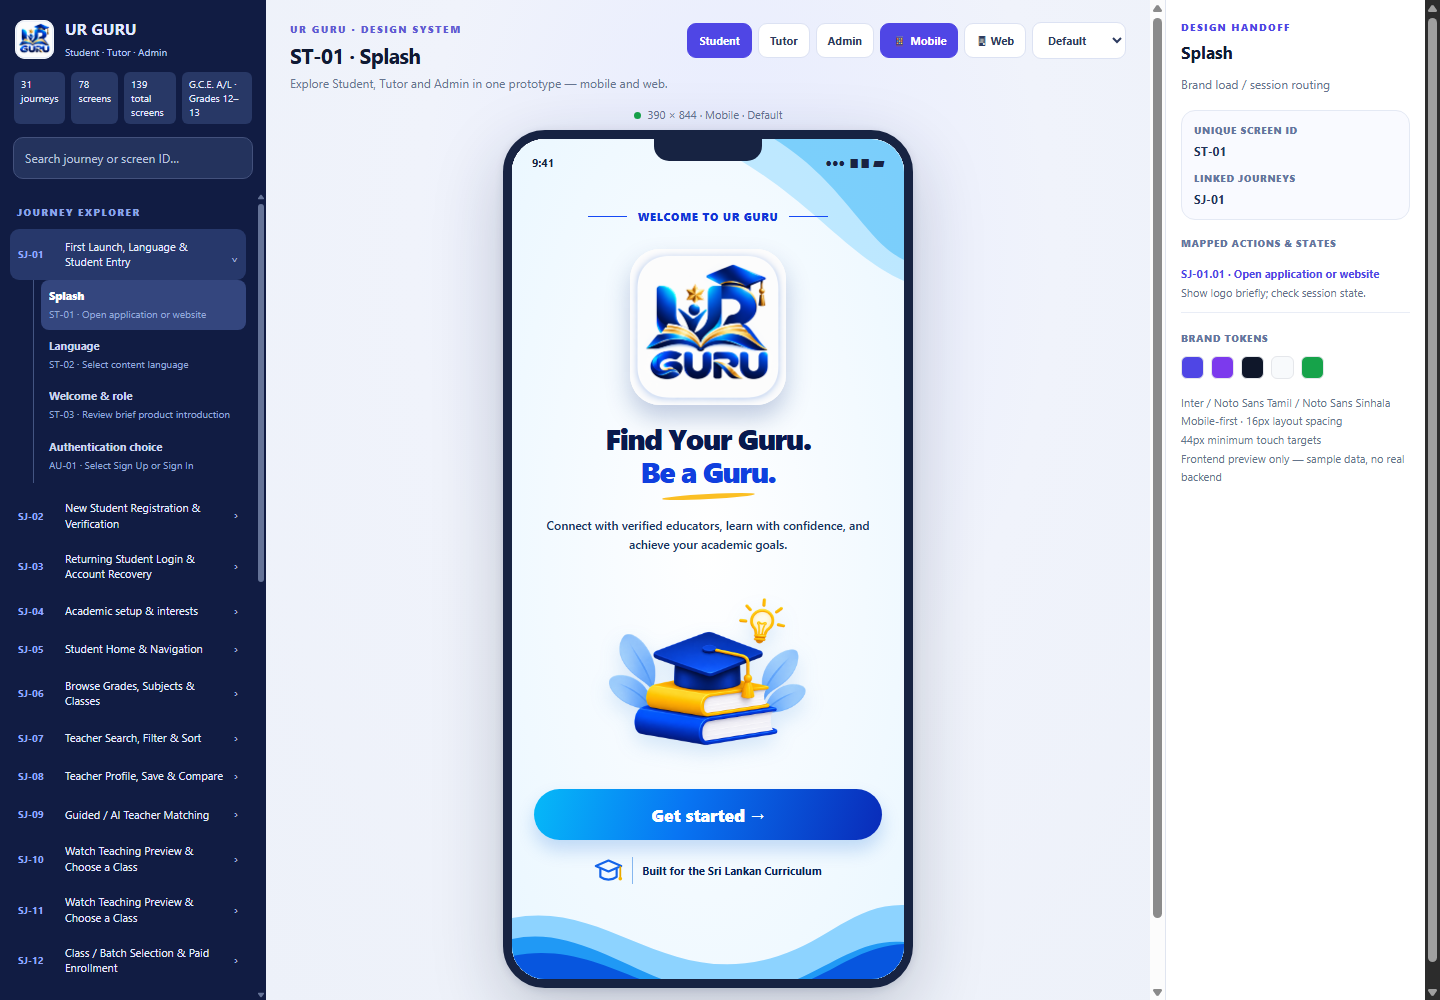 UR GURU
Student · Tutor · Admin
31 journeys
78 screens
139 total screens
G.C.E. A/L · Grades 12–13
Search journey or screen ID...
JOURNEY EXPLORER
SJ-01
First Launch, Language &
Student Entry
Splash
ST-01 · Open application or website
Language
ST-02 · Select content language
Welcome & role
ST-03 · Review brief product introduction
Authentication choice
AU-01 · Select Sign Up or Sign In
SJ-02
New Student Registration &
Verification
SJ-03
Returning Student Login &
Account Recovery
SJ-04
Academic setup & interests
SJ-05
Student Home & Navigation
SJ-06
Browse Grades, Subjects &
Classes
SJ-07
Teacher Search, Filter & Sort
SJ-08
Teacher Profile, Save & Compare
SJ-09
Guided / AI Teacher Matching
SJ-10
Watch Teaching Preview &
Choose a Class
SJ-11
Watch Teaching Preview &
Choose a Class
SJ-12
Class / Batch Selection & Paid
Enrollment
UR GURU • DESIGN SYSTEM
ST-01 · Splash
Explore Student, Tutor and Admin in one prototype — mobile and web.
Student
Tutor
Admin
Mobile
Web
Default
390 × 844 · Mobile · Default
9:41
WELCOME TO UR GURU
UR
GURU
Find Your Guru.
Be a Guru.
Connect with verified educators, learn with confidence, and
achieve your academic goals.
Get started →
Built for the Sri Lankan Curriculum
DESIGN HANDOFF
Splash
Brand load / session routing
UNIQUE SCREEN ID
ST-01
LINKED JOURNEYS
SJ-01
MAPPED ACTIONS & STATES
SJ-01.01 · Open application or website
Show logo briefly; check session state.
BRAND TOKENS
Inter / Noto Sans Tamil / Noto Sans Sinhala
Mobile-first · 16px layout spacing
44px minimum touch targets
Frontend preview only — sample data, no real
backend